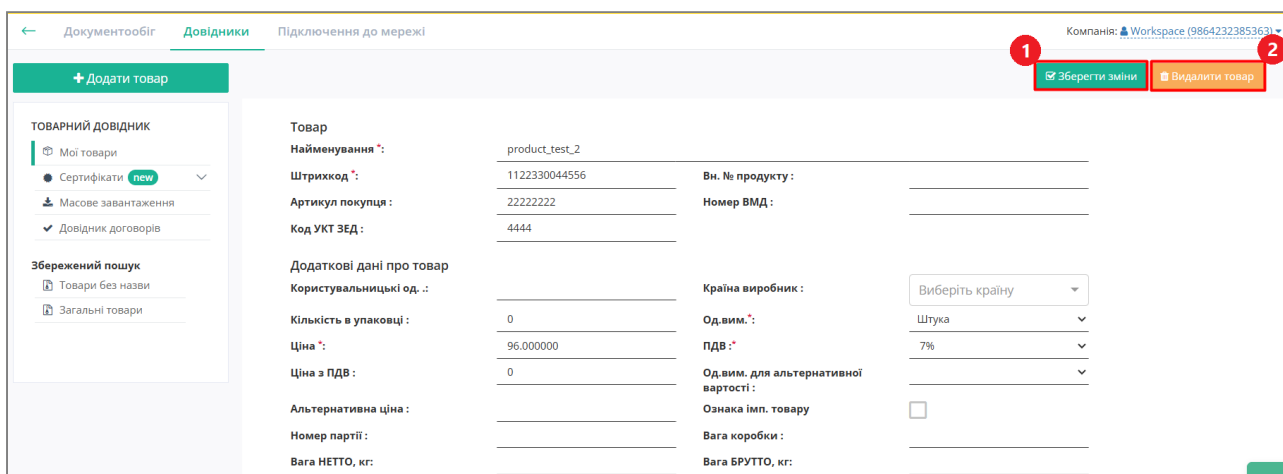 Документообіг Довідники Підключення до мережі Компанія: Workspace (9864232385363)
1 2
Додати товар Зберегти зміни Видалити товар
ТОВАРНИЙ ДОВІДНИК
Мої товари
Сертифікати new
Масове завантаження
Довідник договорів
Збережений пошук
Товари без назви
Загальні товари
Товар
Найменування *: product_test_2
Штрихкод *: 1122330044556 Вн. № продукту :
Артикул покупця : 22222222 Номер ВМД :
Код УКТ ЗЕД : 4444
Додаткові дані про товар
Користувальницькі од. .: Країна виробник : Виберіть країну
Кількість в упаковці : 0 Од.вим.*: Штука
Ціна *: 96.000000 ПДВ :* 7%
Ціна з ПДВ : 0 Од.вим. для альтернативної
вартості :
Альтернативна ціна : Ознака імп. товару
Номер партії : Вага коробки :
Вага НЕТТО, кг: Вага БРУТТО, кг: